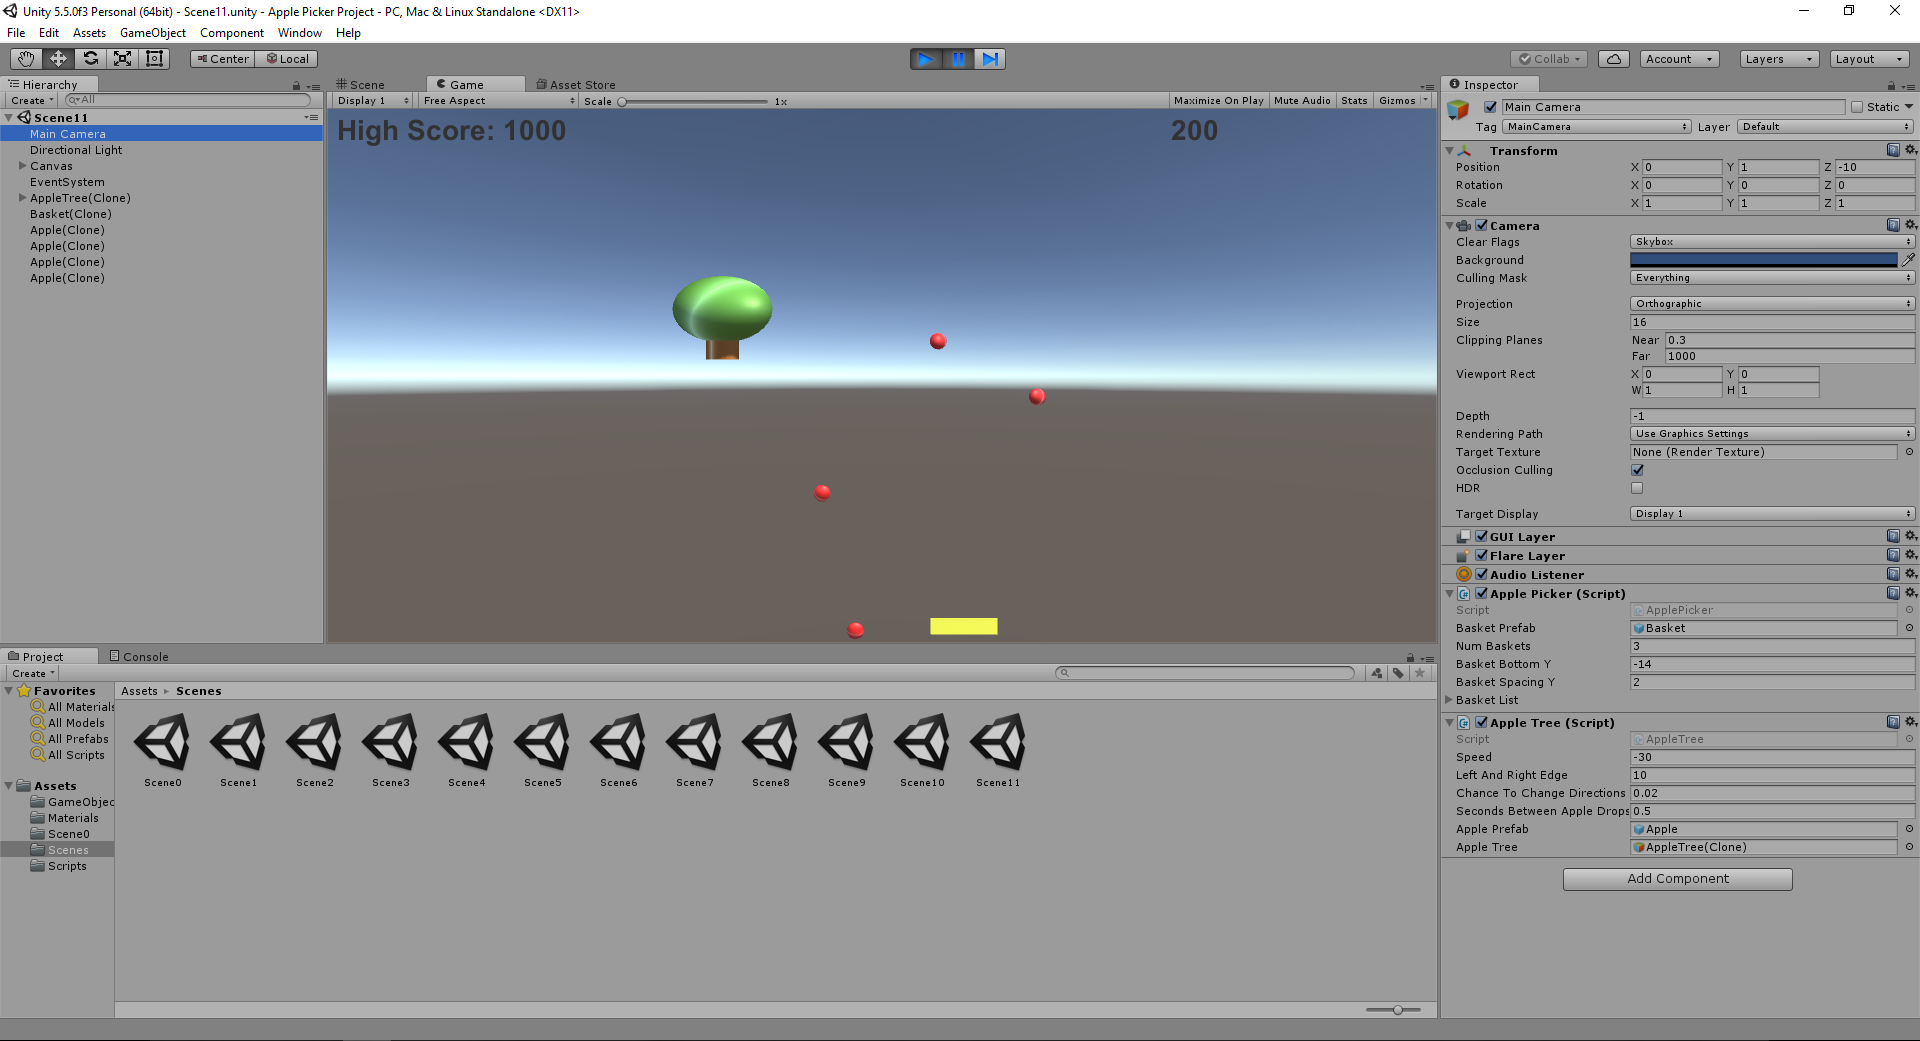 Unity 5.5.0f3 Personal (64bit) - Scene11.unity - Apple Picker Project - PC, Mac & Linux Standalone <DX11>
File Edit Assets GameObject Component Window Help
Center Local Collab Account Layers Layout
Hierarchy
Create All
Scene11
Main Camera
Directional Light
Canvas
EventSystem
AppleTree(Clone)
Basket(Clone)
Apple(Clone)
Apple(Clone)
Apple(Clone)
Apple(Clone)
Scene Game Asset Store
Display 1 Free Aspect Scale 1x Maximize On Play Mute Audio Stats Gizmos
High Score: 1000 200
Inspector
Main Camera Static
Tag MainCamera Layer Default
Transform
Position X 0 Y 1 Z -10
Rotation X 0 Y 0 Z 0
Scale X 1 Y 1 Z 1
Camera
Clear Flags Skybox
Background
Culling Mask Everything
Projection Orthographic
Size 16
Clipping Planes Near 0.3
Far 1000
Viewport Rect X 0 Y 0
W 1 H 1
Depth -1
Rendering Path Use Graphics Settings
Target Texture None (Render Texture)
Occlusion Culling
HDR
Target Display Display 1
GUI Layer
Flare Layer
Audio Listener
Apple Picker (Script)
Script ApplePicker
Basket Prefab Basket
Num Baskets 3
Basket Bottom Y -14
Basket Spacing Y 2
Basket List
Apple Tree (Script)
Script AppleTree
Speed -30
Left And Right Edge 10
Chance To Change Directions 0.02
Seconds Between Apple Drops 0.5
Apple Prefab Apple
Apple Tree AppleTree(Clone)
Add Component
Project Console
Create
Favorites
All Materials
All Models
All Prefabs
All Scripts
Assets
GameObjec
Materials
Scene0
Scenes
Scripts
Assets Scenes
Scene0 Scene1 Scene2 Scene3 Scene4 Scene5 Scene6 Scene7 Scene8 Scene9 Scene10 Scene11